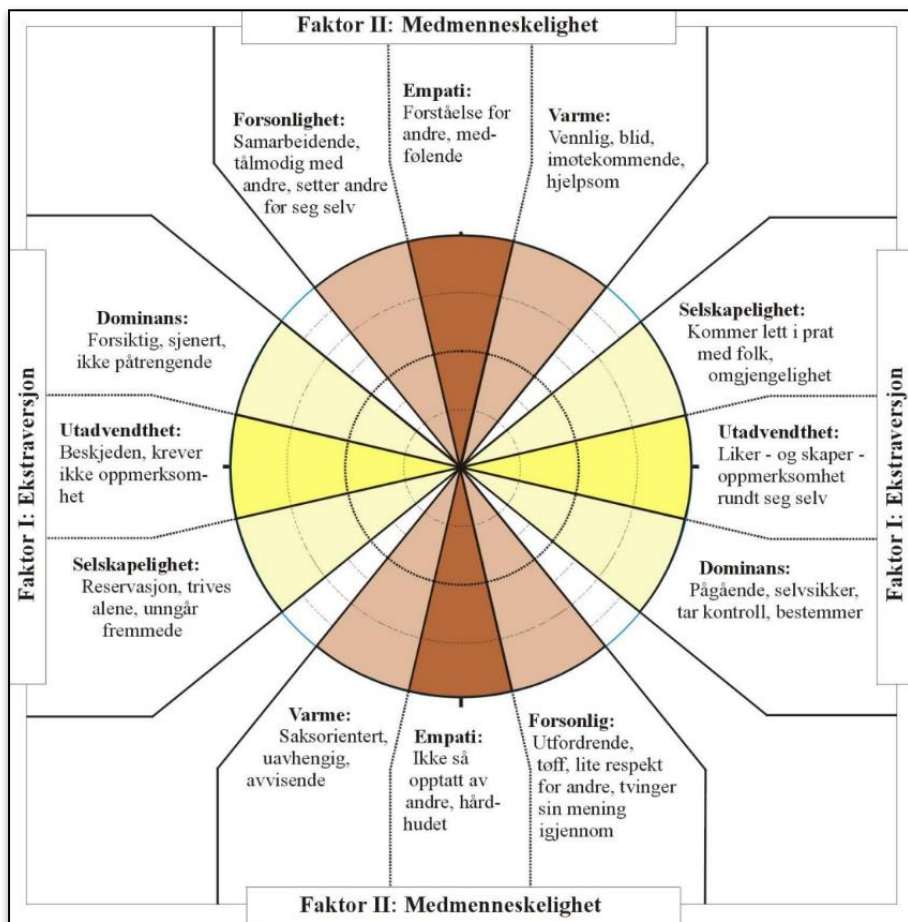 Faktor II: Medmenneskelighet
Empati:
Forståelse for
andre, med-
følende
Forsonlighet:
Samarbeidende,
tålmodig med
andre, setter andre
før seg selv
Varme:
Vennlig, blid,
imøtekommende,
hjelpsom
Faktor I: Ekstraversjon
Dominans:
Forsiktig, sjenert,
ikke påtrengende
Utadvendthet:
Beskjeden, krever
ikke oppmerksom-
het
Selskapelighet:
Reservasjon, trives
alene, unngår
fremmede
Selskapelighet:
Kommer lett i prat
med folk,
omgjengelighet
Utadvendthet:
Liker - og skaper -
oppmerksomhet
rundt seg selv
Dominans:
Pågående, selvsikker,
tar kontroll, bestemmer
Faktor I: Ekstraversjon
Varme:
Saksorientert,
uavhengig,
avvisende
Empati:
Ikke så
opptatt av
andre, hård-
hudet
Forsonlig:
Utfordrende,
tøff, lite respekt
for andre, tvinger
sin mening
igjennom
Faktor II: Medmenneskelighet